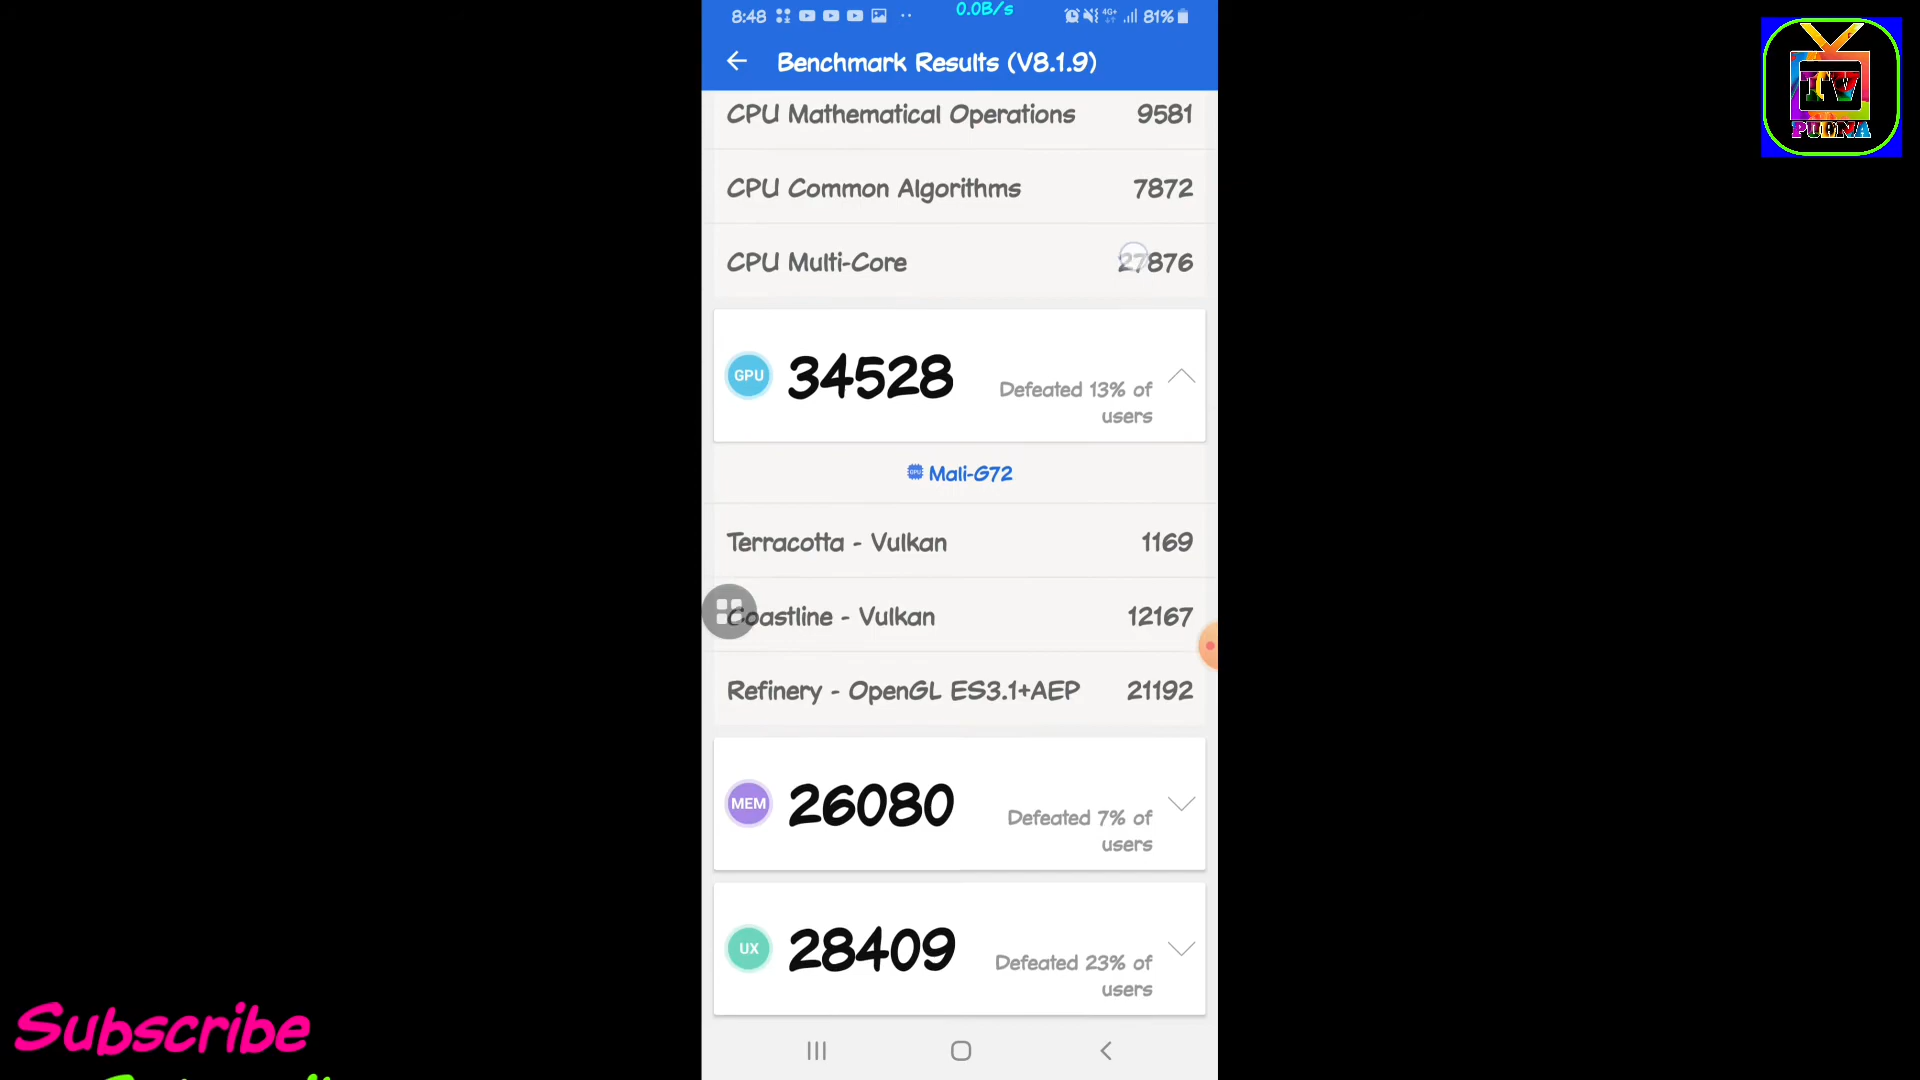 8:48
0.0B/s
4G+
81%
Benchmark Results (V8.1.9)
CPU Mathematical Operations 9581
CPU Common Algorithms 7872
CPU Multi-Core 27876
GPU 34528 Defeated 13% of
users
GPU Mali-G72
Terracotta - Vulkan 1169
Coastline - Vulkan 12167
Refinery - OpenGL ES3.1+AEP 21192
MEM 26080 Defeated 7% of
users
UX 28409 Defeated 23% of
users
TV
PURNA
Subscribe